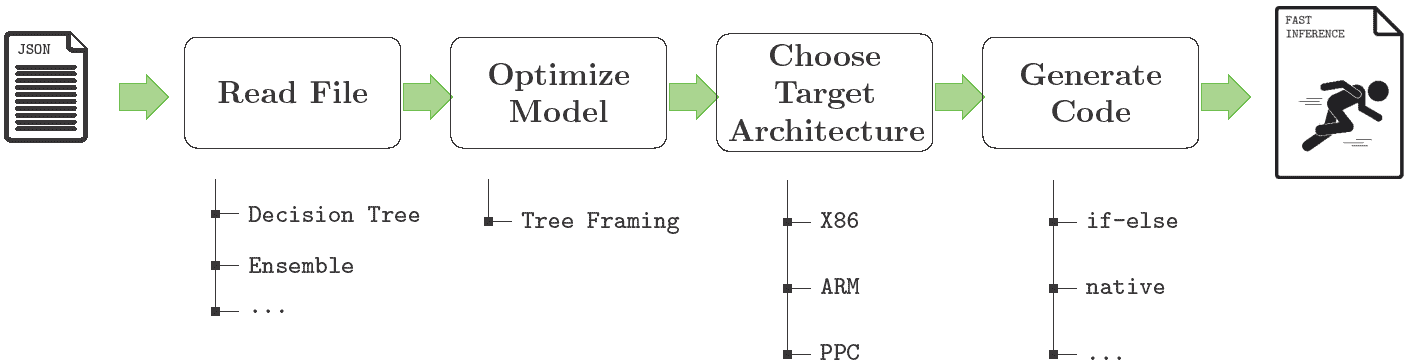 JSON
Read File
Optimize
Model
Choose
Target
Architecture
Generate
Code
FAST
INFERENCE
Decision Tree
Ensemble
...
Tree Framing
X86
ARM
PPC
if-else
native
...